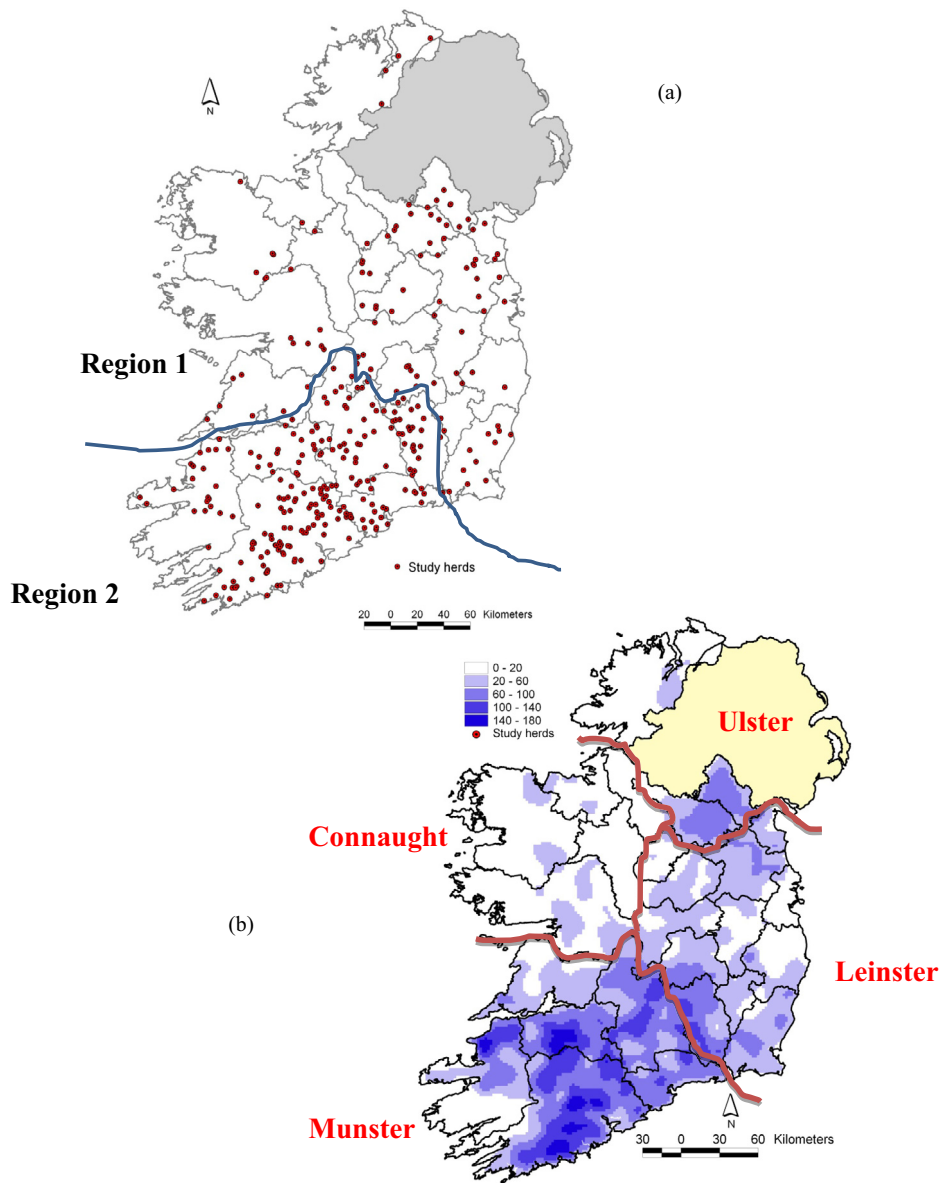 (a)
N
Region 1
Study herds
Region 2
20 0 20 40 60 Kilometers
0 - 20
20 - 60
60 - 100
100 - 140
140 - 180
Study herds
Ulster
Connaught
(b)
Leinster
Munster
N
30 0 30 60 Kilometers